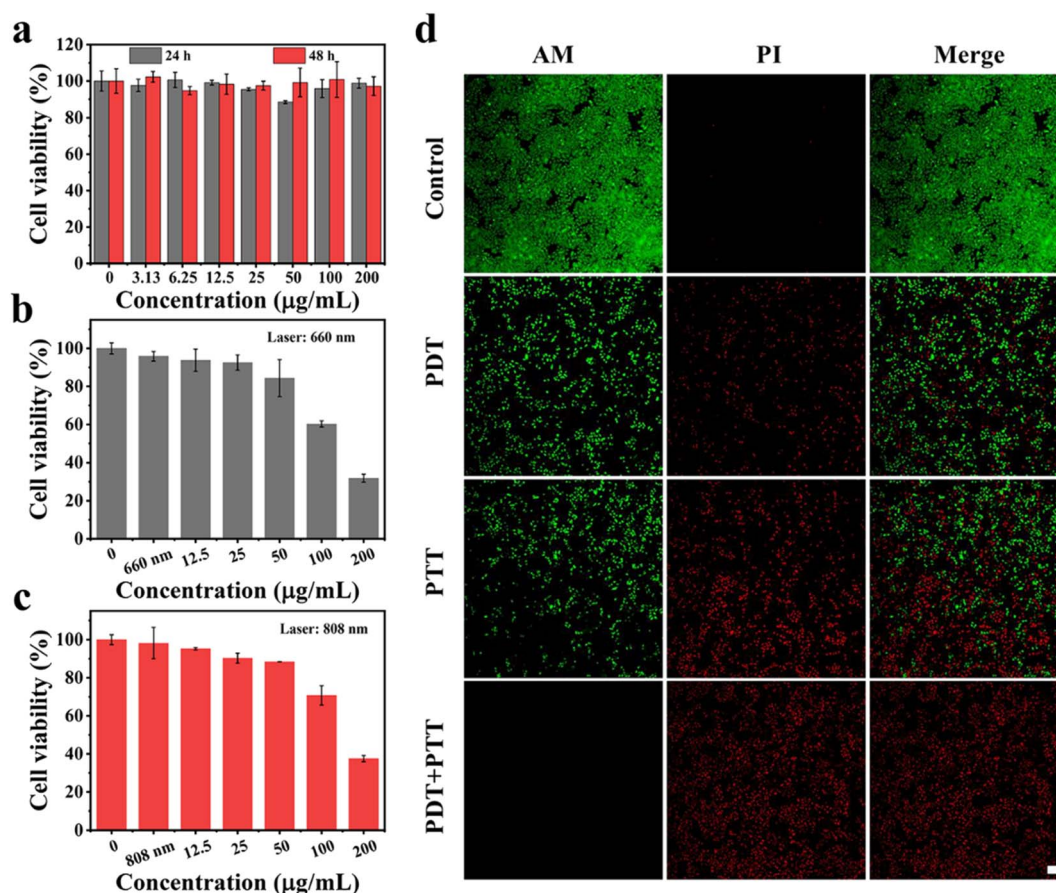 a
24 h 48 h
120
100
80
60
40
20
0
Cell viability (%)
0 3.13 6.25 12.5 25 50 100 200
Concentration (μg/mL)
b
Laser: 660 nm
100
80
60
40
20
0
Cell viability (%)
0 660 nm 12.5 25 50 100 200
Concentration (μg/mL)
c
Laser: 808 nm
100
80
60
40
20
0
Cell viability (%)
0 808 nm 12.5 25 50 100 200
Concentration (μg/mL)
d
AM PI Merge
Control
PDT
PTT
PDT+PTT